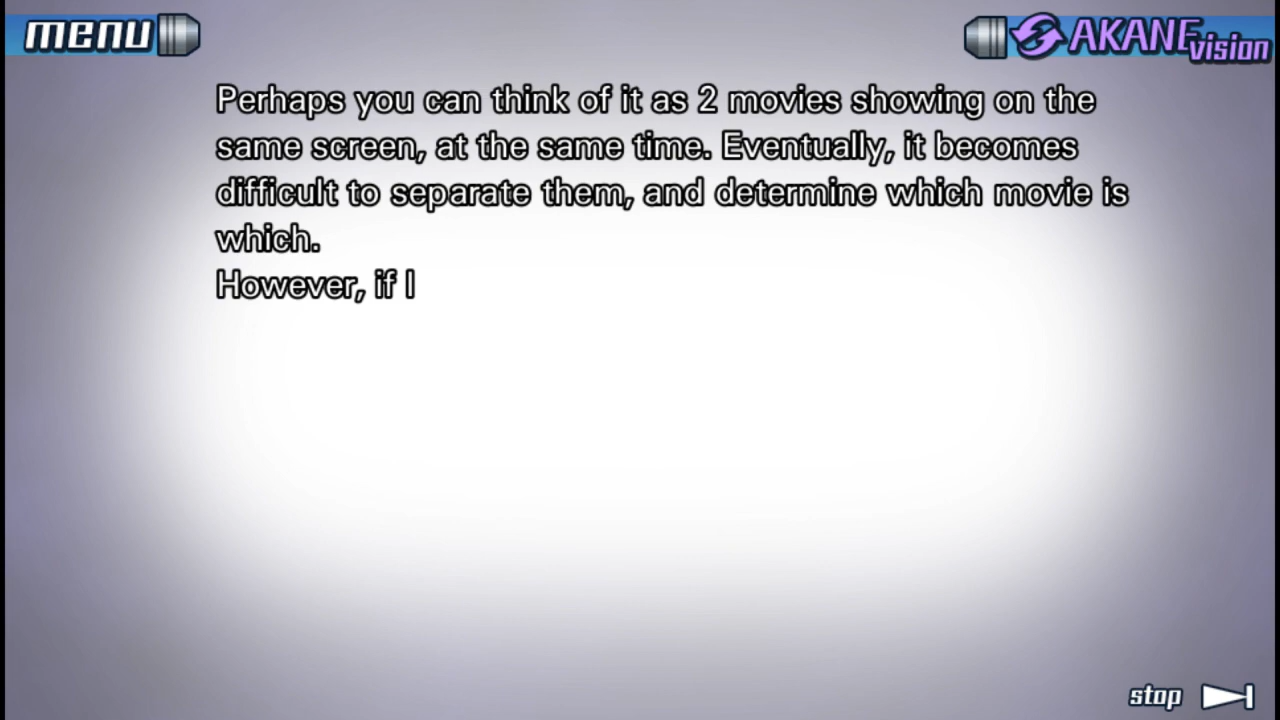 menu
AKANE vision
Perhaps you can think of it as 2 movies showing on the
same screen, at the same time. Eventually, it becomes
difficult to separate them, and determine which movie is
which.
However, if I
stop